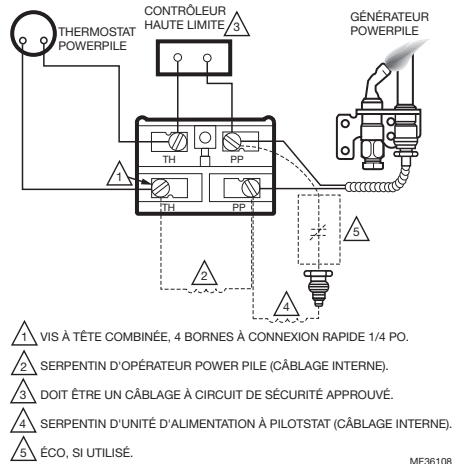 THERMOSTAT
POWERPILE
CONTRÔLEUR
HAUTE LIMITE
3
GÉNÉRATEUR
POWERPILE
TH
PP
1
TH
PP
2
4
5
1 VIS À TÊTE COMBINÉE, 4 BORNES À CONNEXION RAPIDE 1/4 PO.
2 SERPENTIN D'OPÉRATEUR POWER PILE (CÂBLAGE INTERNE).
3 DOIT ÊTRE UN CÂBLAGE À CIRCUIT DE SÉCURITÉ APPROUVÉ.
4 SERPENTIN D'UNITÉ D'ALIMENTATION À PILOTSTAT (CÂBLAGE INTERNE).
5 ÉCO, SI UTILISÉ.
MF36108